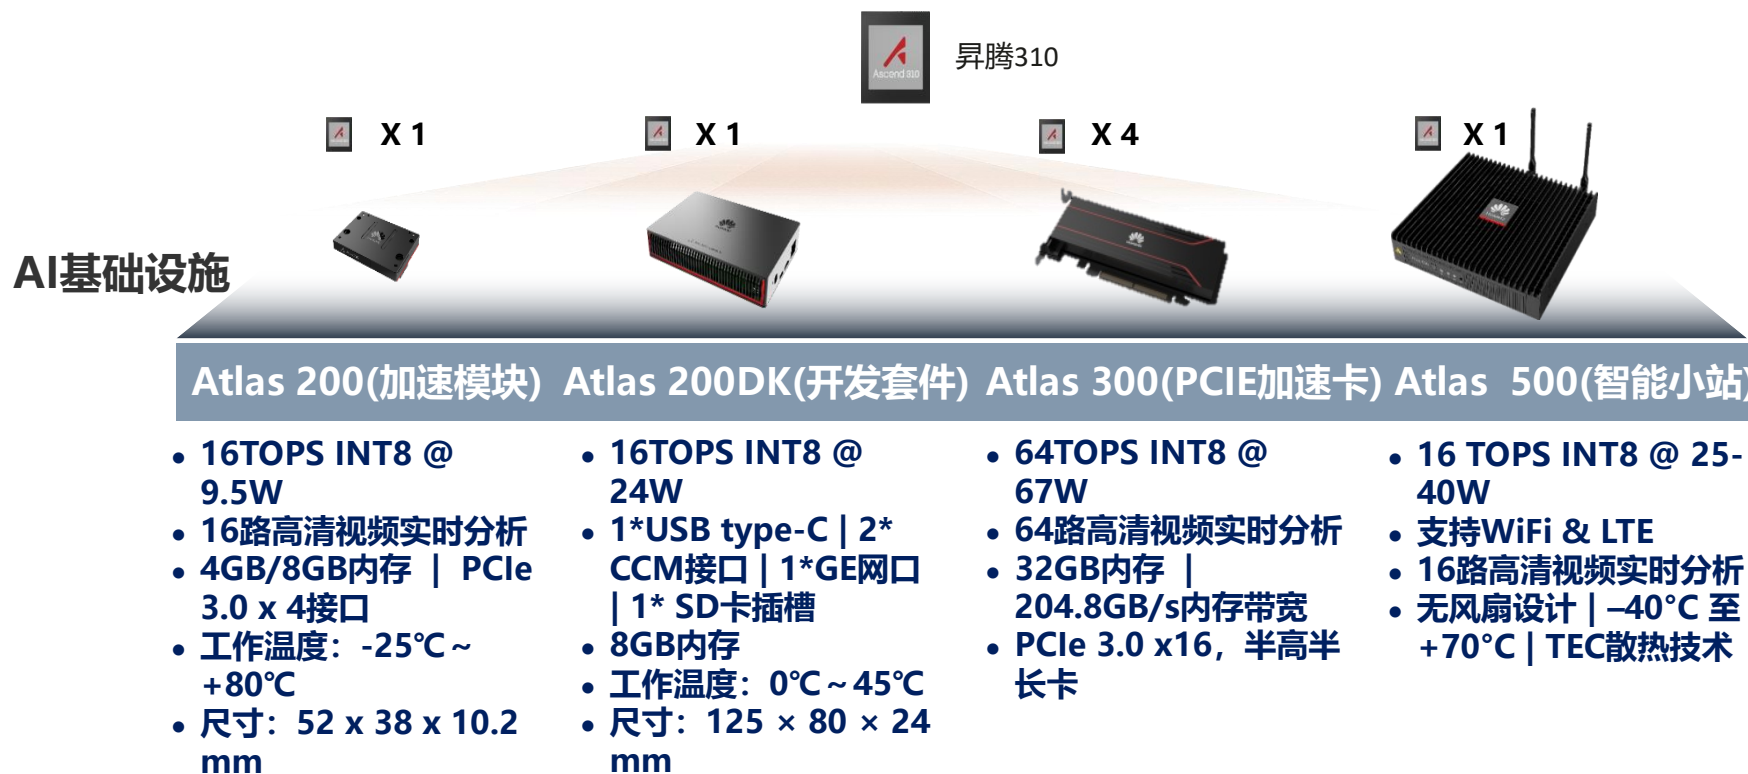 Ascend 310
昇腾310
X 1
X 1
X 4
X 1
AI基础设施
Atlas 200(加速模块)
Atlas 200DK(开发套件)
Atlas 300(PCIE加速卡)
Atlas 500(智能小站)
16TOPS INT8 @
9.5W
16路高清视频实时分析
4GB/8GB内存 | PCIe
3.0 x 4接口
工作温度：-25℃~
+80℃
尺寸：52 x 38 x 10.2
mm
16TOPS INT8 @
24W
1*USB type-C | 2*
CCM接口 | 1*GE网口
| 1* SD卡插槽
8GB内存
工作温度：0℃~45℃
尺寸：125 × 80 × 24
mm
64TOPS INT8 @
67W
64路高清视频实时分析
32GB内存 |
204.8GB/s内存带宽
PCIe 3.0 x16，半高半
长卡
16 TOPS INT8 @ 25-
40W
支持WiFi & LTE
16路高清视频实时分析
无风扇设计 | –40°C 至
+70°C | TEC散热技术